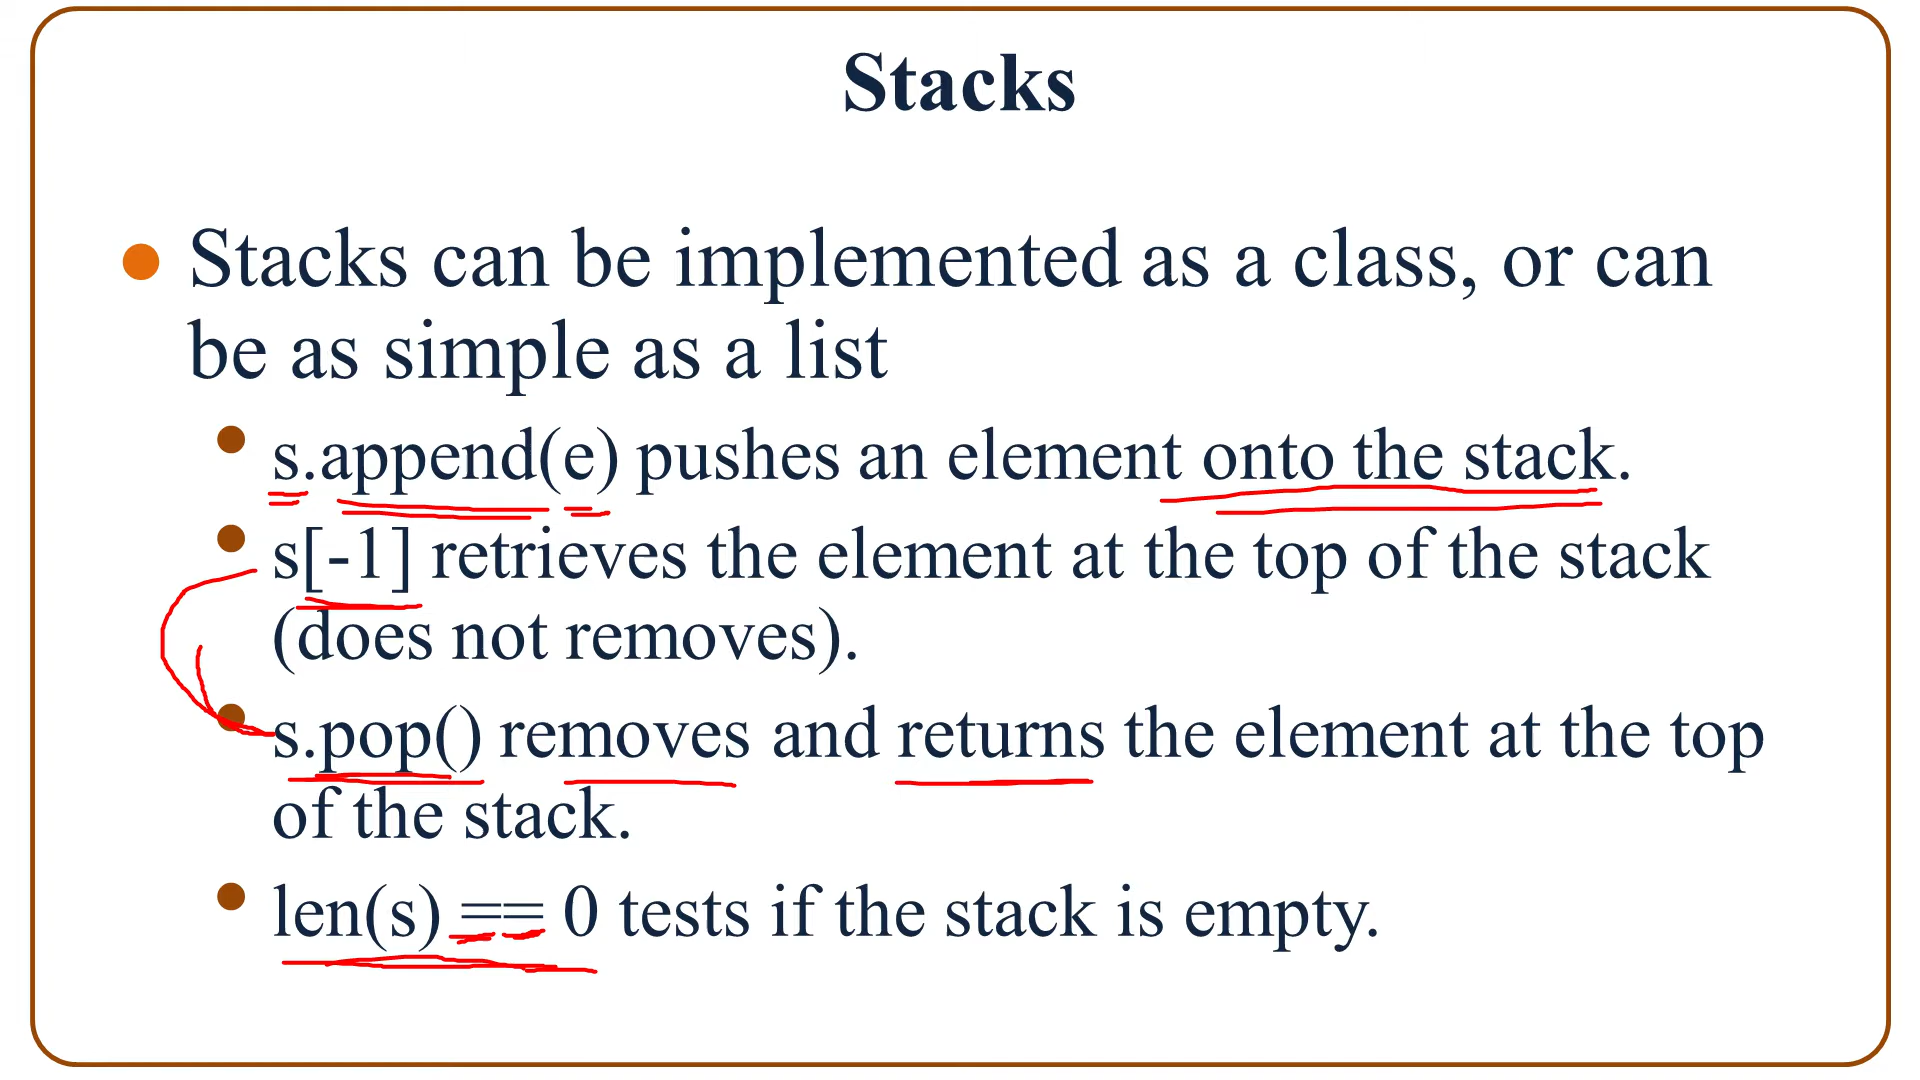 Stacks
Stacks can be implemented as a class, or can
be as simple as a list
s.append(e) pushes an element onto the stack.
s[-1] retrieves the element at the top of the stack
(does not removes).
s.pop() removes and returns the element at the top
of the stack.
len(s) == 0 tests if the stack is empty.